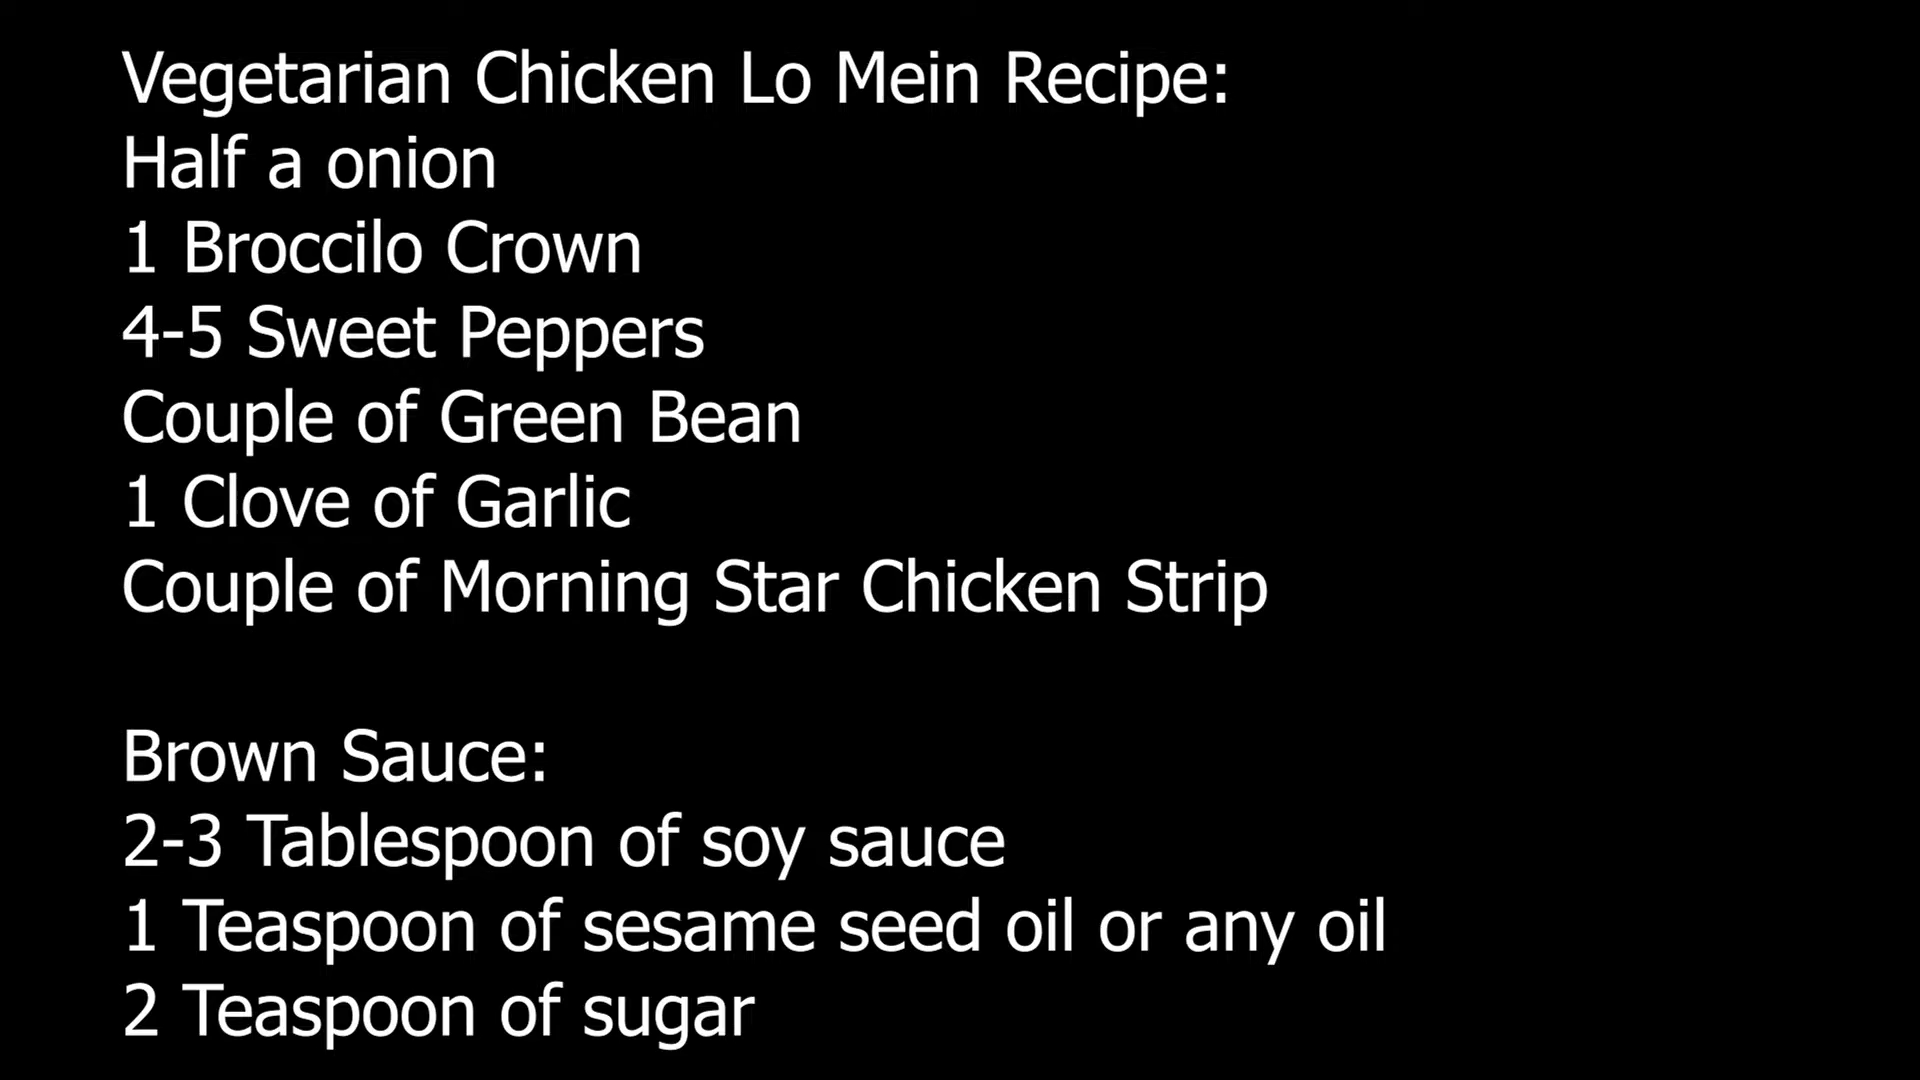 Vegetarian Chicken Lo Mein Recipe:
Half a onion
1 Broccilo Crown
4-5 Sweet Peppers
Couple of Green Bean
1 Clove of Garlic
Couple of Morning Star Chicken Strip
Brown Sauce:
2-3 Tablespoon of soy sauce
1 Teaspoon of sesame seed oil or any oil
2 Teaspoon of sugar